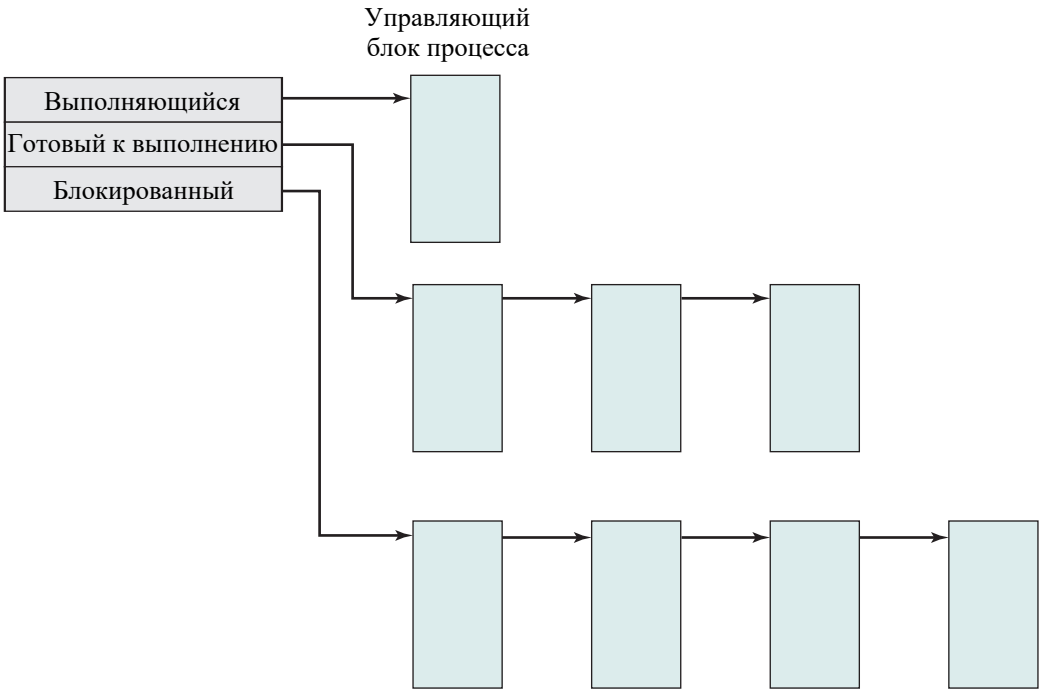 Управляющий
блок процесса
Выполняющийся
Готовый к выполнению
Блокированный